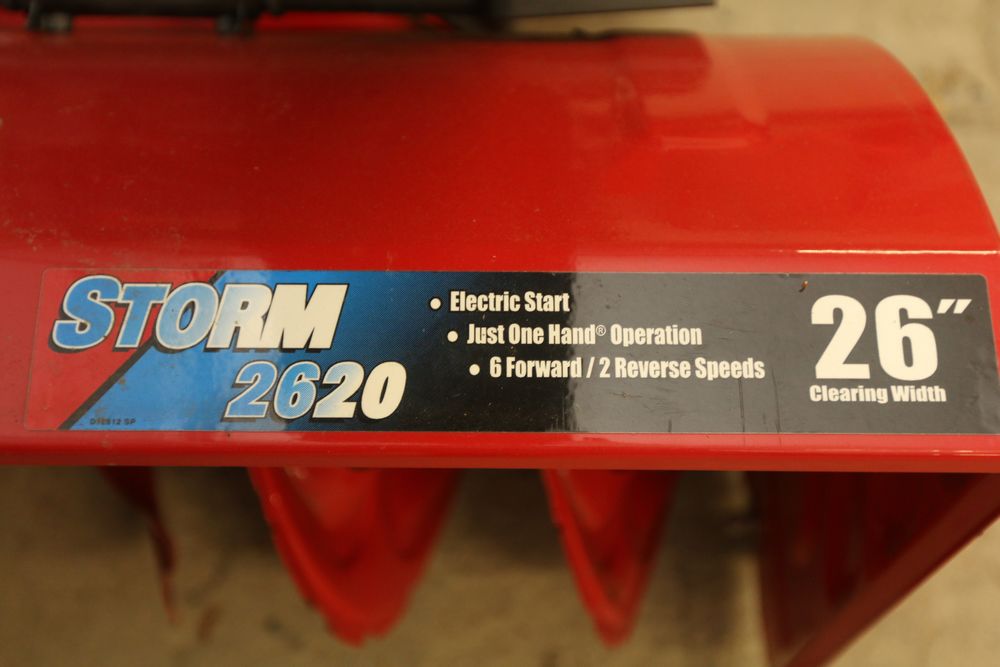 STORM
2620
• Electric Start
• Just One Hand® Operation
• 6 Forward / 2 Reverse Speeds
26″
Clearing Width